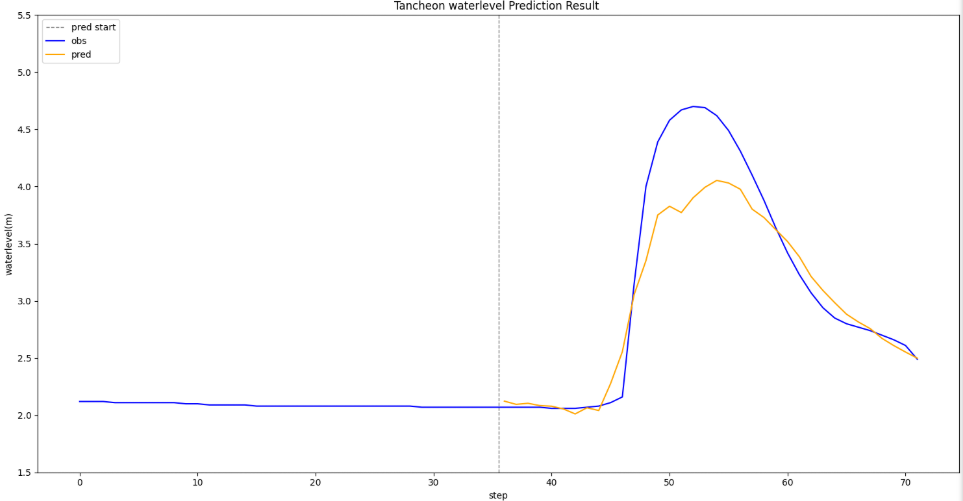 Tancheon waterlevel Prediction Result
pred start
obs
pred
waterlevel(m)
5.5
5.0
4.5
4.0
3.5
3.0
2.5
2.0
1.5
0 10 20 30 40 50 60 70
step